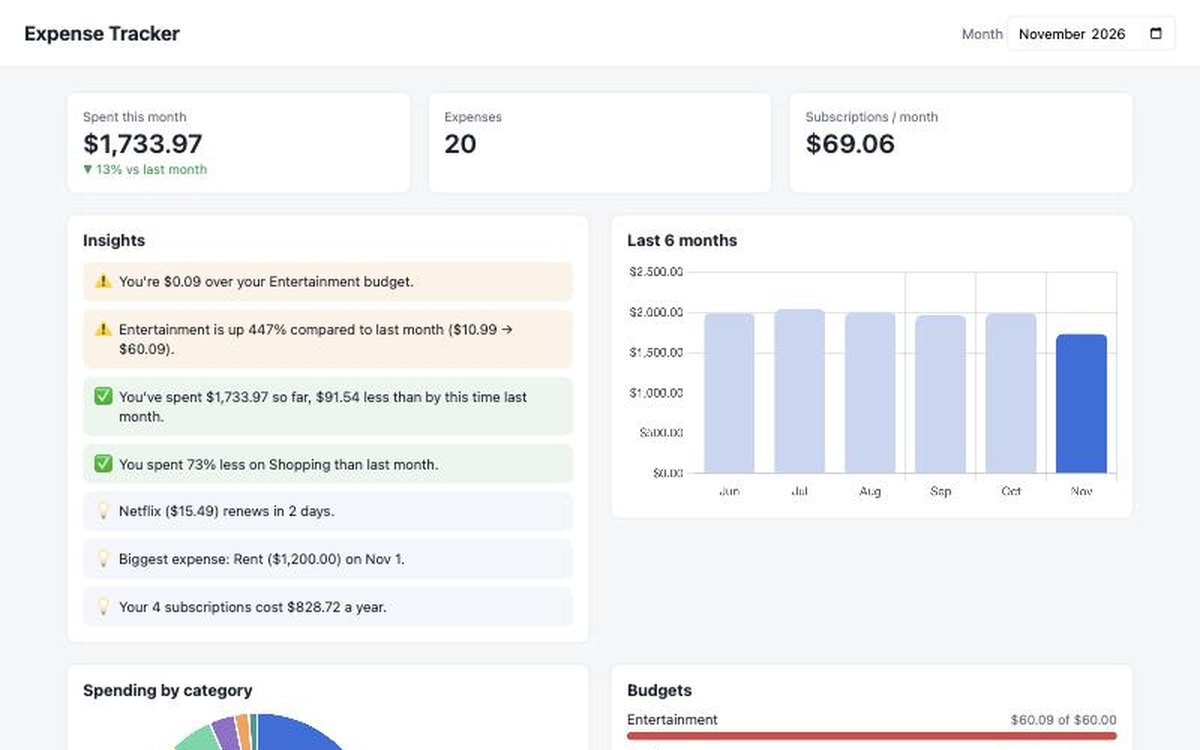 Expense Tracker
Month
November 2026
Spent this month
$1,733.97
▼ 13% vs last month
Expenses
20
Subscriptions / month
$69.06
Insights
You're $0.09 over your Entertainment budget.
Entertainment is up 447% compared to last month ($10.99 →
$60.09).
You've spent $1,733.97 so far, $91.54 less than by this time last
month.
You spent 73% less on Shopping than last month.
Netflix ($15.49) renews in 2 days.
Biggest expense: Rent ($1,200.00) on Nov 1.
Your 4 subscriptions cost $828.72 a year.
Last 6 months
$2,500.00
$2,000.00
$1,500.00
$1,000.00
$500.00
$0.00
Jun
Jul
Aug
Sep
Oct
Nov
Spending by category
Budgets
Entertainment
$60.09 of $60.00